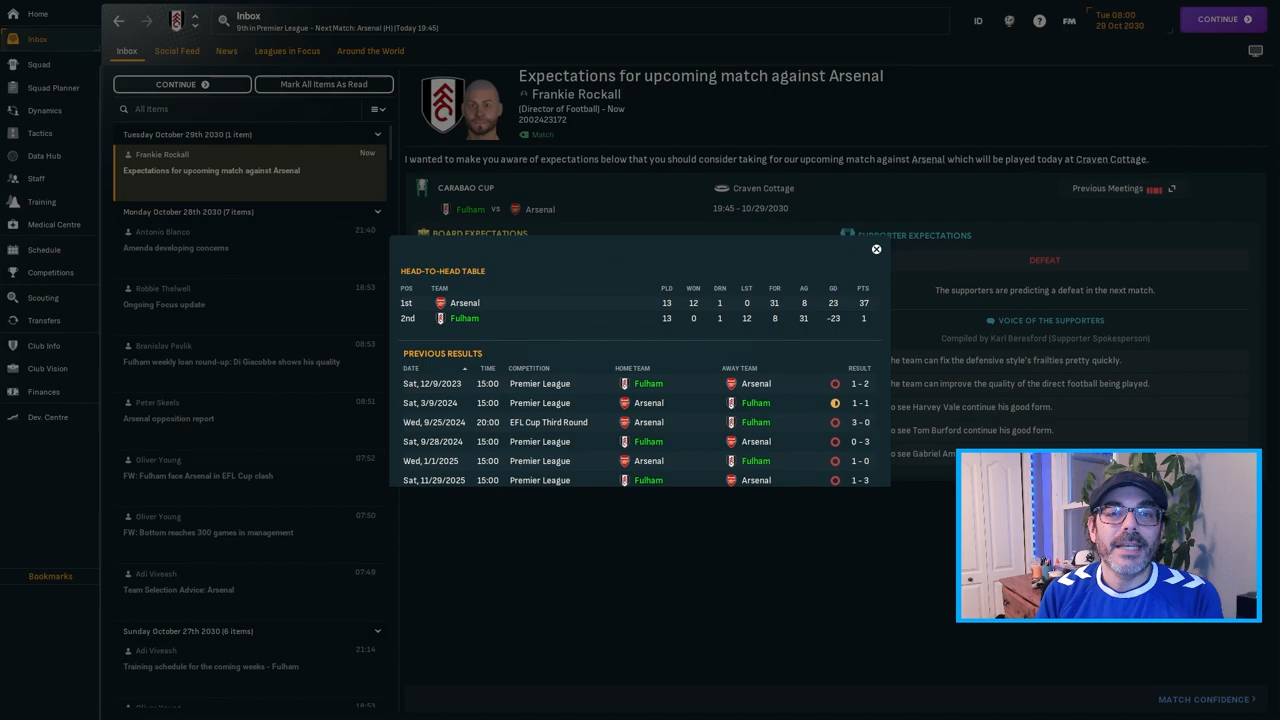 Home
Inbox
Squad
Squad Planner
Dynamics
Tactics
Data Hub
Staff
Training
Medical Centre
Schedule
Competitions
Scouting
Transfers
Club Info
Club Vision
Finances
Dev. Centre
Bookmarks
Inbox
9th in Premier League - Next Match: Arsenal (H) (Today 19:45)
ID
FM
Tue 08:00
29 Oct 2030
CONTINUE
Inbox Social Feed News Leagues in Focus Around the World
CONTINUE
Mark All Items As Read
All Items
Tuesday October 29th 2030 (1 item)
Frankie Rockall Now
Expectations for upcoming match against Arsenal
Monday October 28th 2030 (7 items)
Antonio Blanco 21:40
Amenda developing concerns
Robbie Thelwell 16:53
Ongoing Focus update
Branislav Pavlik 08:53
Fulham weekly loan round-up: Di Giacobbe shows his quality
Peter Skeels 08:51
Arsenal opposition report
Oliver Young 07:52
FW: Fulham face Arsenal in EFL Cup clash
Oliver Young 07:50
FW: Bottom reaches 300 games in management
Adi Viveash 07:49
Team Selection Advice: Arsenal
Sunday October 27th 2030 (6 items)
Adi Viveash 21:14
Training schedule for the coming weeks - Fulham
Expectations for upcoming match against Arsenal
Frankie Rockall
(Director of Football) - Now
2002423172
Match
I wanted to make you aware of expectations below that you should consider taking for our upcoming match against Arsenal which will be played today at Craven Cottage.
CARABAO CUP
Craven Cottage
Previous Meetings
Fulham vs Arsenal
19:45 - 10/29/2030
BOARD EXPECTATIONS
SUPPORTER EXPECTATIONS
DEFEAT
The supporters are predicting a defeat in the next match.
VOICE OF THE SUPPORTERS
Compiled by Karl Beresford (Supporter Spokesperson)
he team can fix the defensive style's frailties pretty quickly.
he team can improve the quality of the direct football being played.
o see Harvey Vale continue his good form.
o see Tom Burford continue his good form.
o see Gabriel Am
HEAD-TO-HEAD TABLE
POS TEAM PLD WON DRN LST FOR AG GD PTS
1st Arsenal 13 12 1 0 31 8 23 37
2nd Fulham 13 0 1 12 8 31 -23 1
PREVIOUS RESULTS
DATE TIME COMPETITION HOME TEAM AWAY TEAM RESULT
Sat, 12/9/2023 15:00 Premier League Fulham Arsenal 1 - 2
Sat, 3/9/2024 15:00 Premier League Arsenal Fulham 1 - 1
Wed, 9/25/2024 20:00 EFL Cup Third Round Arsenal Fulham 3 - 0
Sat, 9/28/2024 15:00 Premier League Fulham Arsenal 0 - 3
Wed, 1/1/2025 15:00 Premier League Arsenal Fulham 1 - 0
Sat, 11/29/2025 15:00 Premier League Fulham Arsenal 1 - 3
MATCH CONFIDENCE